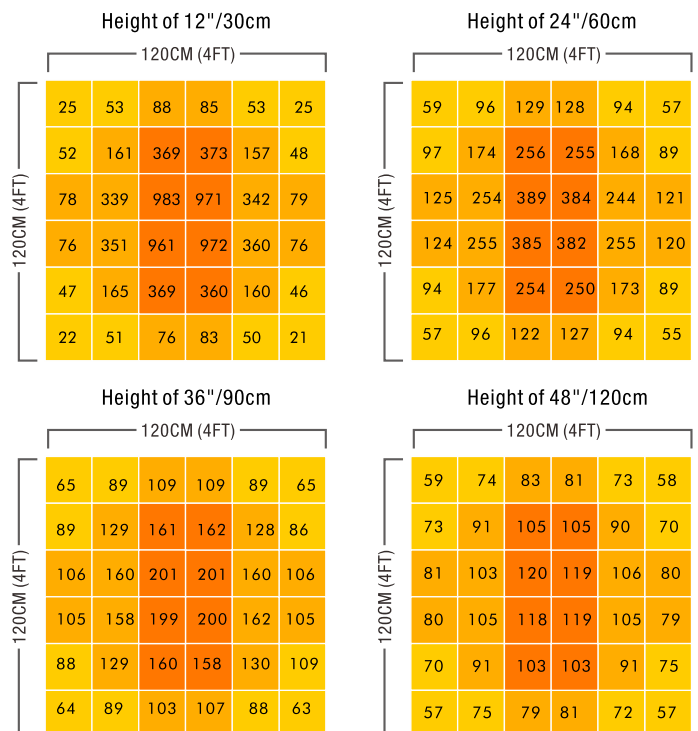 Height of 12"/30cm
120CM (4FT)
120CM (4FT)
25 53 88 85 53 25
52 161 369 373 157 48
78 339 983 971 342 79
76 351 961 972 360 76
47 165 369 360 160 46
22 51 76 83 50 21
Height of 24"/60cm
120CM (4FT)
120CM (4FT)
59 96 129 128 94 57
97 174 256 255 168 89
125 254 389 384 244 121
124 255 385 382 255 120
94 177 254 250 173 89
57 96 122 127 94 55
Height of 36"/90cm
120CM (4FT)
120CM (4FT)
65 89 109 109 89 65
89 129 161 162 128 86
106 160 201 201 160 106
105 158 199 200 162 105
88 129 160 158 130 109
64 89 103 107 88 63
Height of 48"/120cm
120CM (4FT)
120CM (4FT)
59 74 83 81 73 58
73 91 105 105 90 70
81 103 120 119 106 80
80 105 118 119 105 79
70 91 103 103 91 75
57 75 79 81 72 57